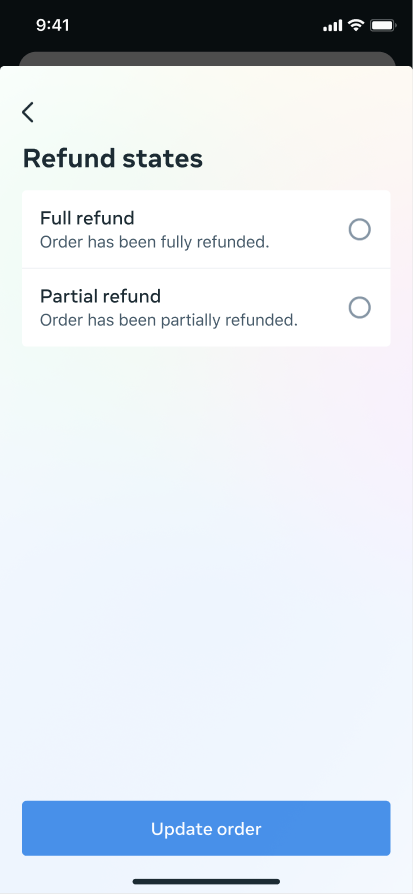 9:41
Refund states
Full refund
Order has been fully refunded.
Partial refund
Order has been partially refunded.
Update order